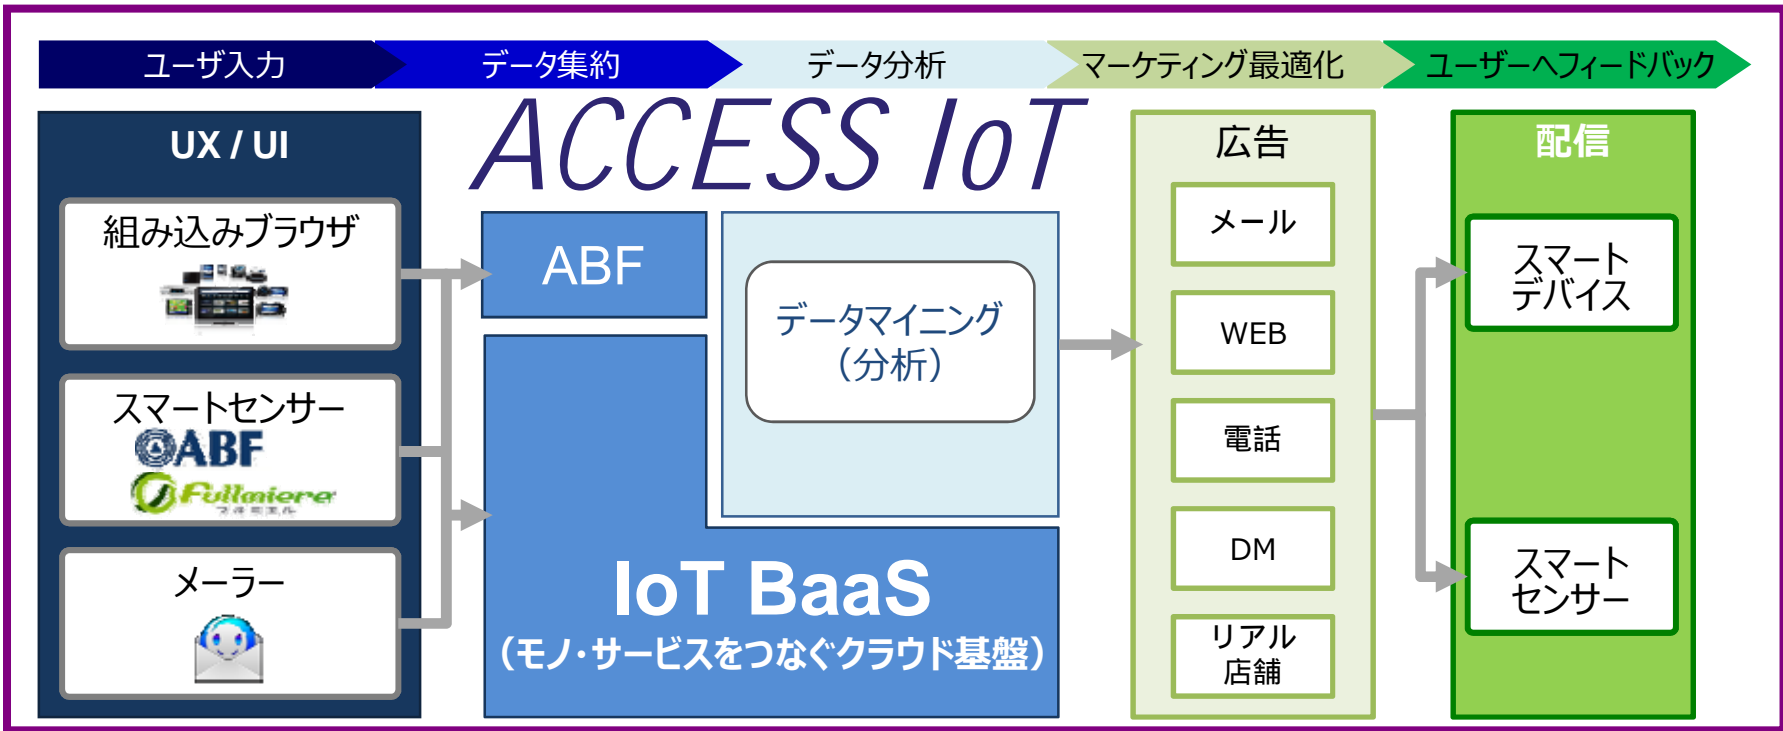 ユーザ入力
データ集約
データ分析
マーケティング最適化
ユーザーへフィードバック
ACCESS IoT
UX / UI
組み込みブラウザ
スマートセンサー
ABF
Fullmiere
フルミエル
メーラー
ABF
データマイニング
（分析）
IoT BaaS
（モノ・サービスをつなぐクラウド基盤）
広告
メール
WEB
電話
DM
リアル
店舗
配信
スマート
デバイス
スマート
センサー